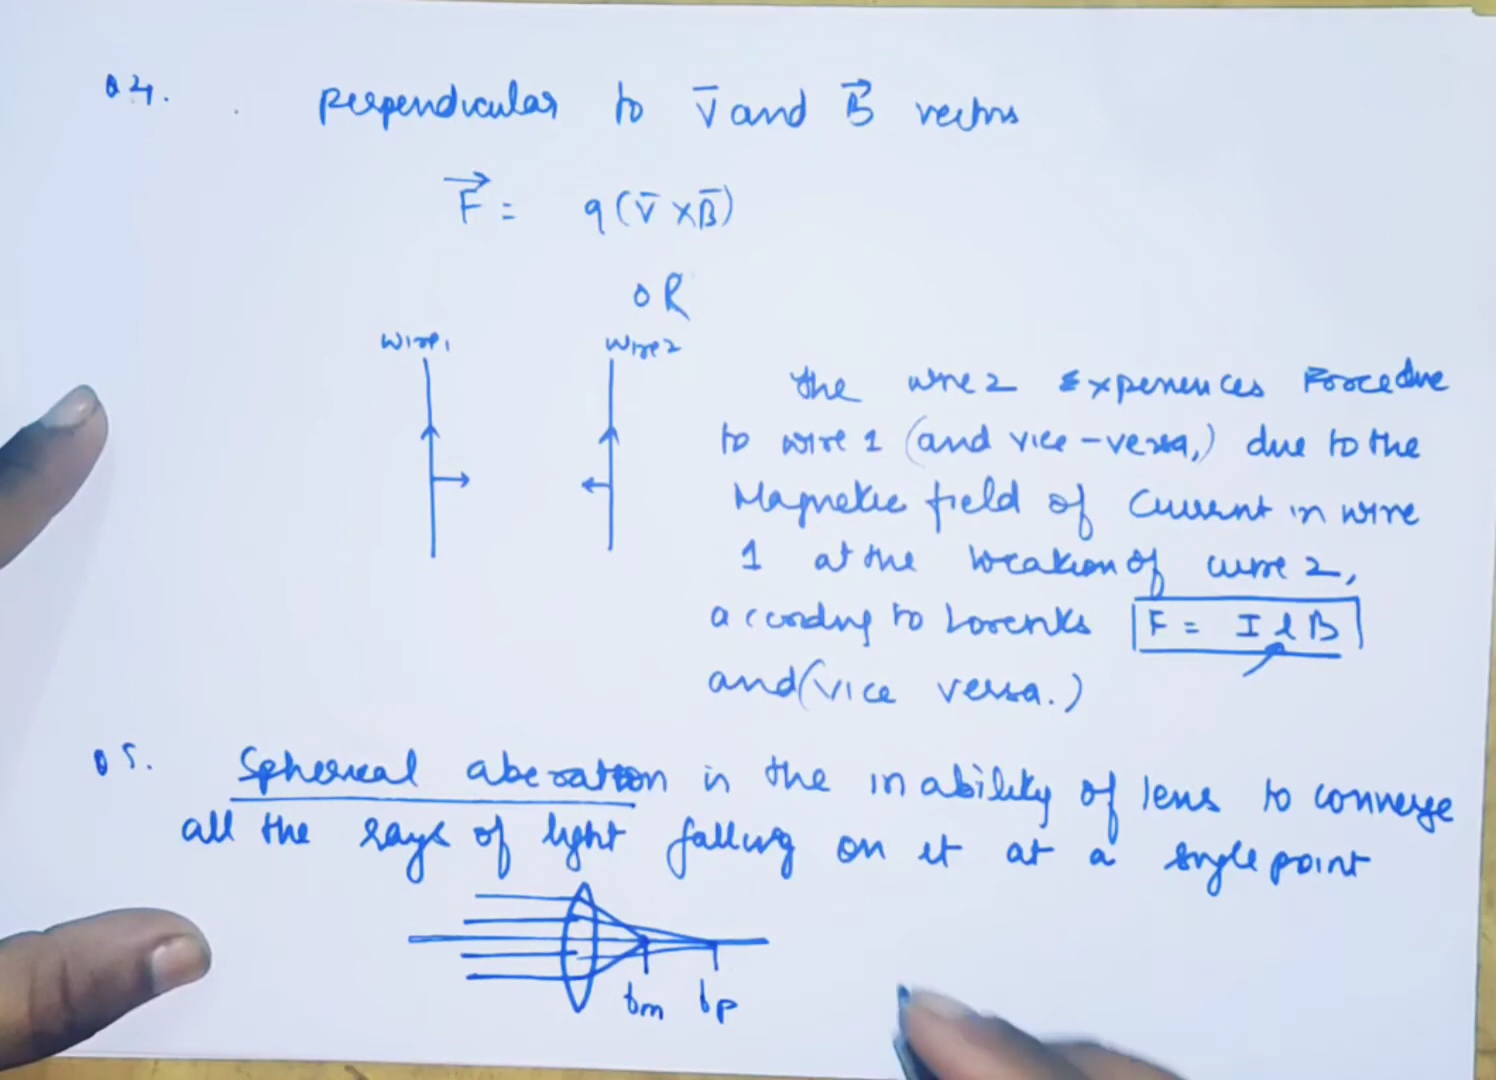 Q4. perpendicular to V̄ and B⃗ vectors
F⃗ = q(V̄ × B̄)
OR
Wire1 Wire2
The wire 2 Experiences Force due
to wire 1 (and vice-versa,) due to the
Magnetic field of Current in wire
1 at the location of wire 2,
according to Lorenks F = I l B
and (vice versa.)
Q5. Spherical aberration is the inability of lens to converge
all the rays of light falling on it at a single point
fm fp